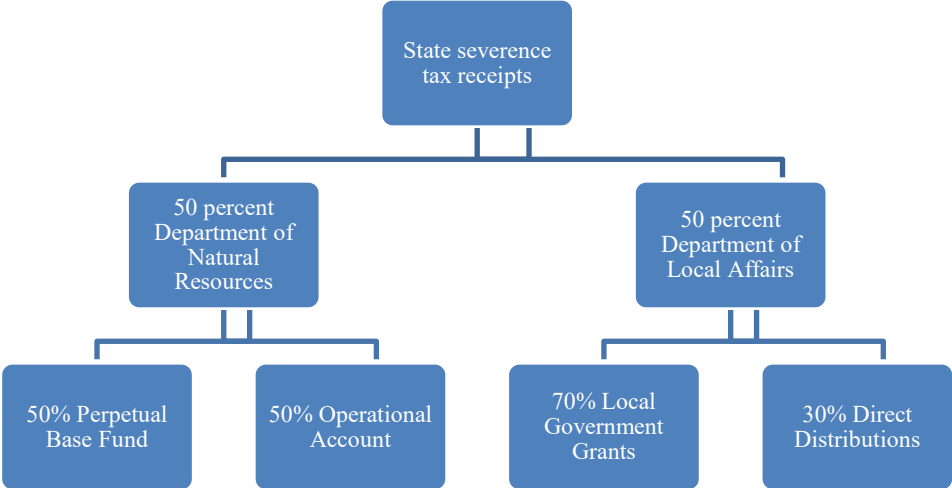 State severence
tax receipts
50 percent
Department of
Natural
Resources
50 percent
Department of
Local Affairs
50% Perpetual
Base Fund
50% Operational
Account
70% Local
Government
Grants
30% Direct
Distributions